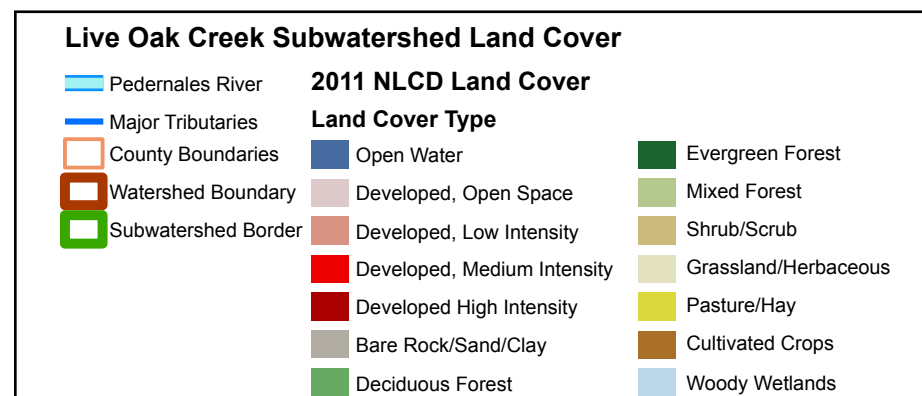 Live Oak Creek Subwatershed Land Cover
Pedernales River
Major Tributaries
County Boundaries
Watershed Boundary
Subwatershed Border
2011 NLCD Land Cover
Land Cover Type
Open Water
Developed, Open Space
Developed, Low Intensity
Developed, Medium Intensity
Developed High Intensity
Bare Rock/Sand/Clay
Deciduous Forest
Evergreen Forest
Mixed Forest
Shrub/Scrub
Grassland/Herbaceous
Pasture/Hay
Cultivated Crops
Woody Wetlands